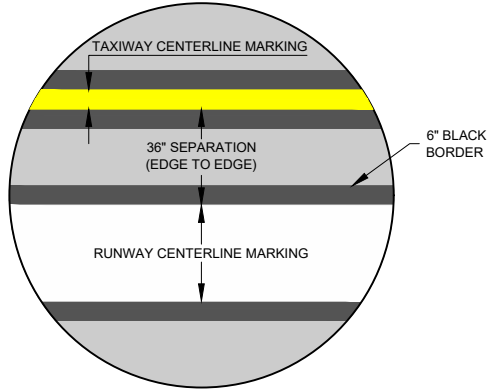 TAXIWAY CENTERLINE MARKING
36" SEPARATION
(EDGE TO EDGE)
6" BLACK
BORDER
RUNWAY CENTERLINE MARKING